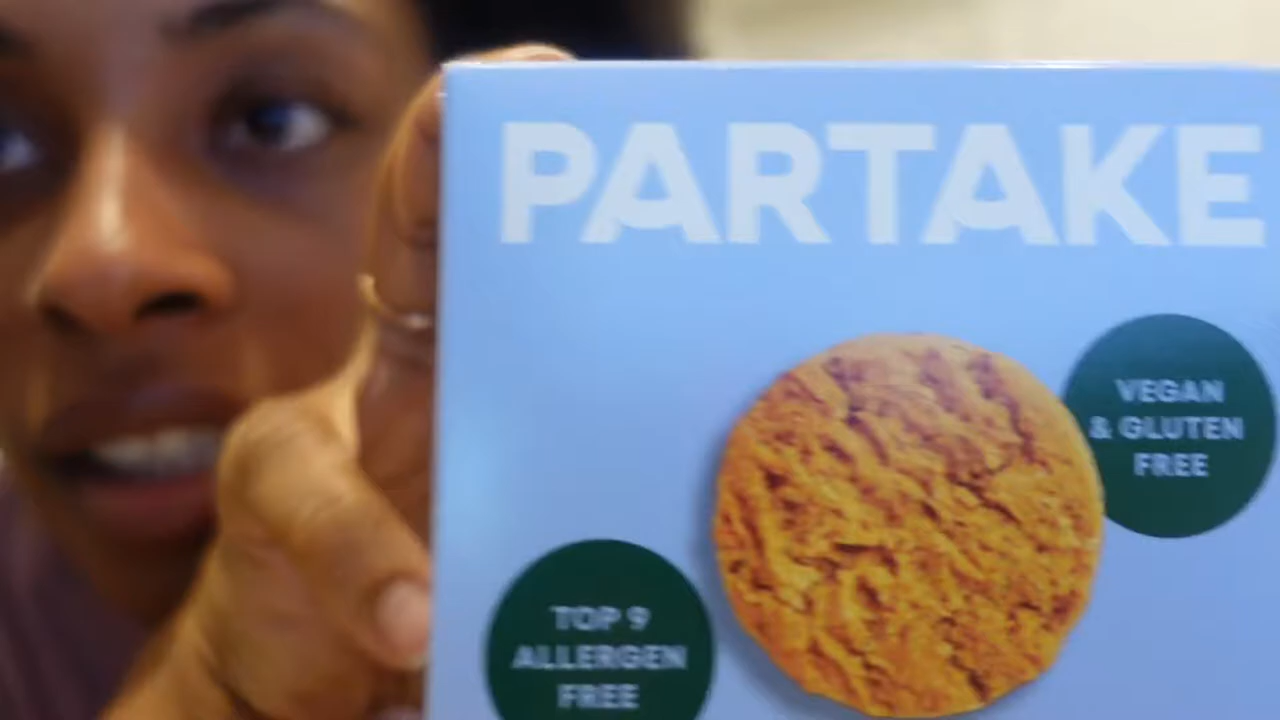 PARTAKE
VEGAN
& GLUTEN
FREE
TOP 9
ALLERGEN
FREE